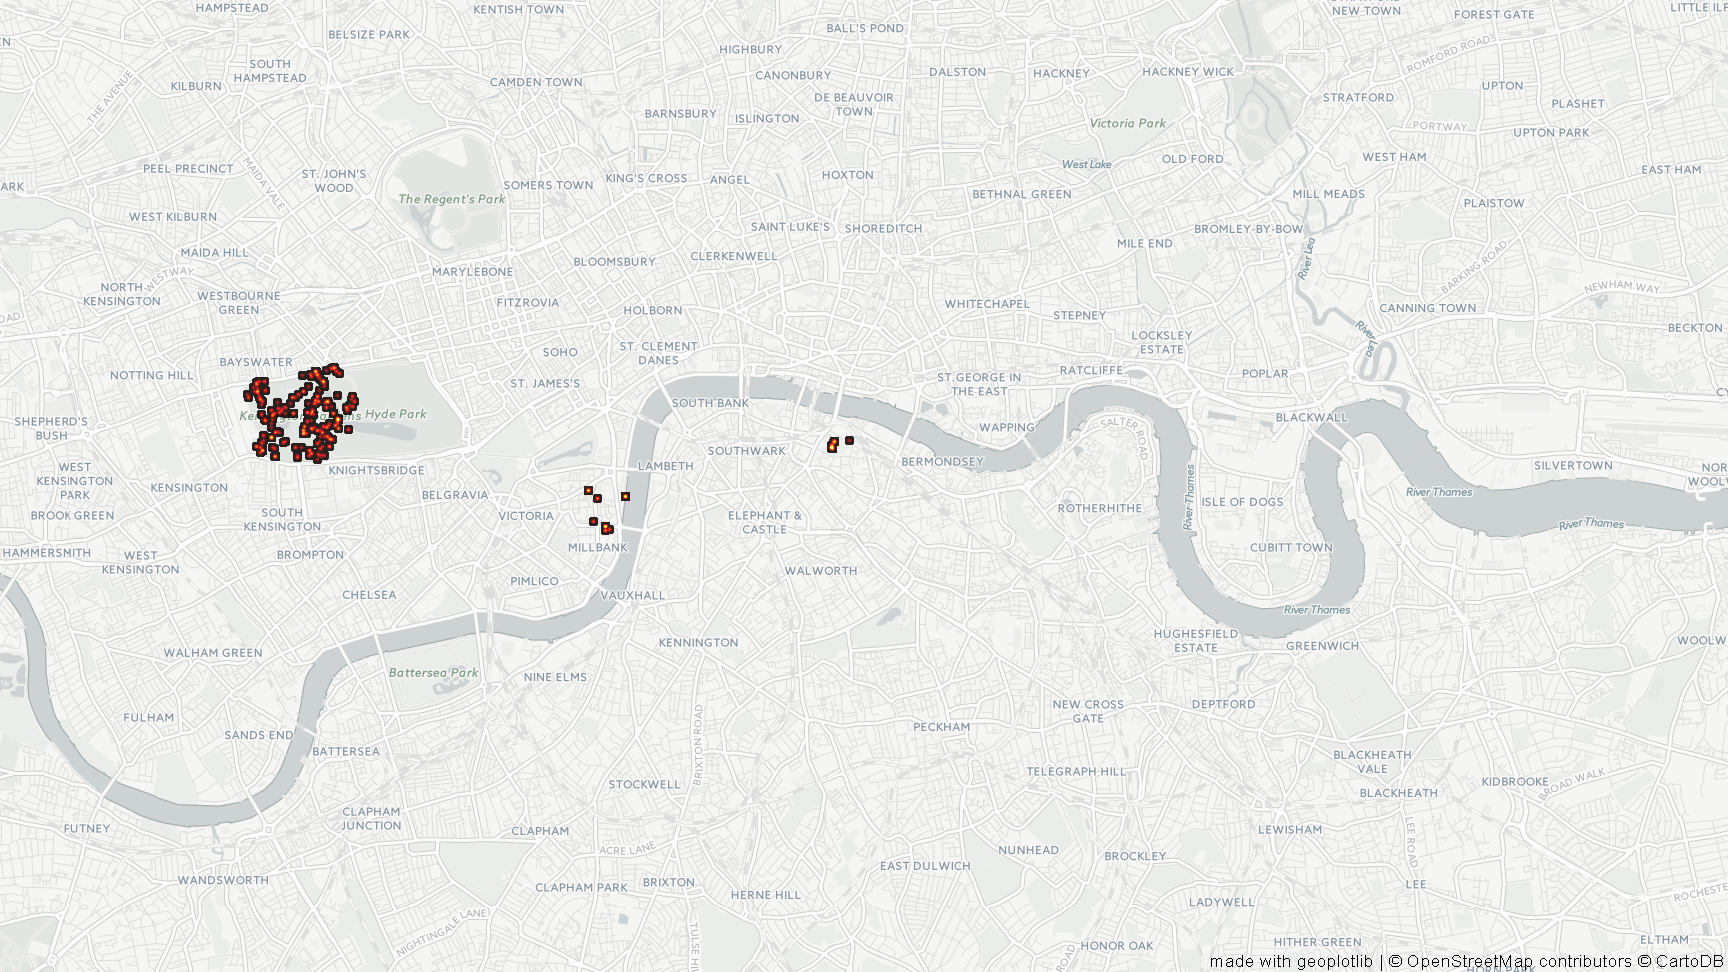 HAMPSTEAD
KENTISH TOWN
BALL'S POND
NEW TOWN
FOREST GATE
BELSIZE PARK
HIGHBURY
ROMFORD ROAD
SOUTH
HAMPSTEAD
KILBURN
THE AVENUE
CAMDEN TOWN
CANONBURY
DALSTON
HACKNEY
HACKNEY WICK
UPTON
DE BEAUVOIR
TOWN
STRATFORD
PLASHET
BARNSBURY
ISLINGTON
Victoria Park
PORTWAY
UPTON PARK
PEEL PRECINCT
MAIDA VALE
ST. JOHN'S
WOOD
KING'S CROSS
ANGEL
HOXTON
West Lake
OLD FORD
WEST HAM
EAST HAM
ARK
SOMERS TOWN
The Regent's Park
BETHNAL GREEN
MILL MEADS
PLAISTOW
WEST KILBURN
SAINT LUKE'S
SHOREDITCH
BROMLEY-BY-BOW
MAIDA HILL
MILE END
River Lea
BARKING ROAD
WESTWAY
MARYLEBONE
BLOOMSBURY
CLERKENWELL
NORTH
KENSINGTON
WESTBOURNE
GREEN
FITZROVIA
HOLBORN
WHITECHAPEL
STEPNEY
NEWHAM WAY
CANNING TOWN
BECKTON
River Lea
LOCKSLEY
ESTATE
ST. CLEMENT
DANES
SOHO
BAYSWATER
NOTTING HILL
ST. JAMES'S
ST.GEORGE IN
THE-EAST
RATCLIFFE
POPLAR
SOUTH BANK
Hyde Park
SHEPHERD'S
BUSH
WAPPING
SALTER ROAD
BLACKWALL
SOUTHWARK
LAMBETH
BERMONDSEY
KNIGHTSBRIDGE
WEST
KENSINGTON
PARK
KENSINGTON
BELGRAVIA
SILVERTOWN
River Thames
River Thames
River Thames
BROOK GREEN
SOUTH
KENSINGTON
VICTORIA
ELEPHANT &
CASTLE
ROTHERHITHE
ISLE OF DOGS
HAMMERSMITH
WEST
KENSINGTON
BROMPTON
MILLBANK
CUBITT TOWN
PIMLICO
WALWORTH
CHELSEA
VAUXHALL
River Thames
WALHAM GREEN
KENNINGTON
HUGHESFIELD
ESTATE
GREENWICH
Battersea Park
NINE ELMS
FULHAM
SANDS END
BATTERSEA
BRIXTON ROAD
PECKHAM
NEW CROSS
GATE
DEPTFORD
BLACKHEATH
VALE
STOCKWELL
TELEGRAPH HILL
KIDBROOKE
BROAD WALK
BLACKHEATH
CLAPHAM
JUNCTION
CLAPHAM
LEWISHAM
LEE ROAD
ACRE LANE
NUNHEAD
BROCKLEY
EAST DULWICH
WANDSWORTH
CLAPHAM PARK
BRIXTON
HERNE HILL
LEE
LADYWELL
NIGHTINGALE LANE
HONOR OAK
HITHER GREEN
ELTHAM
made with geoplotlib | © OpenStreetMap contributors © CartoDB